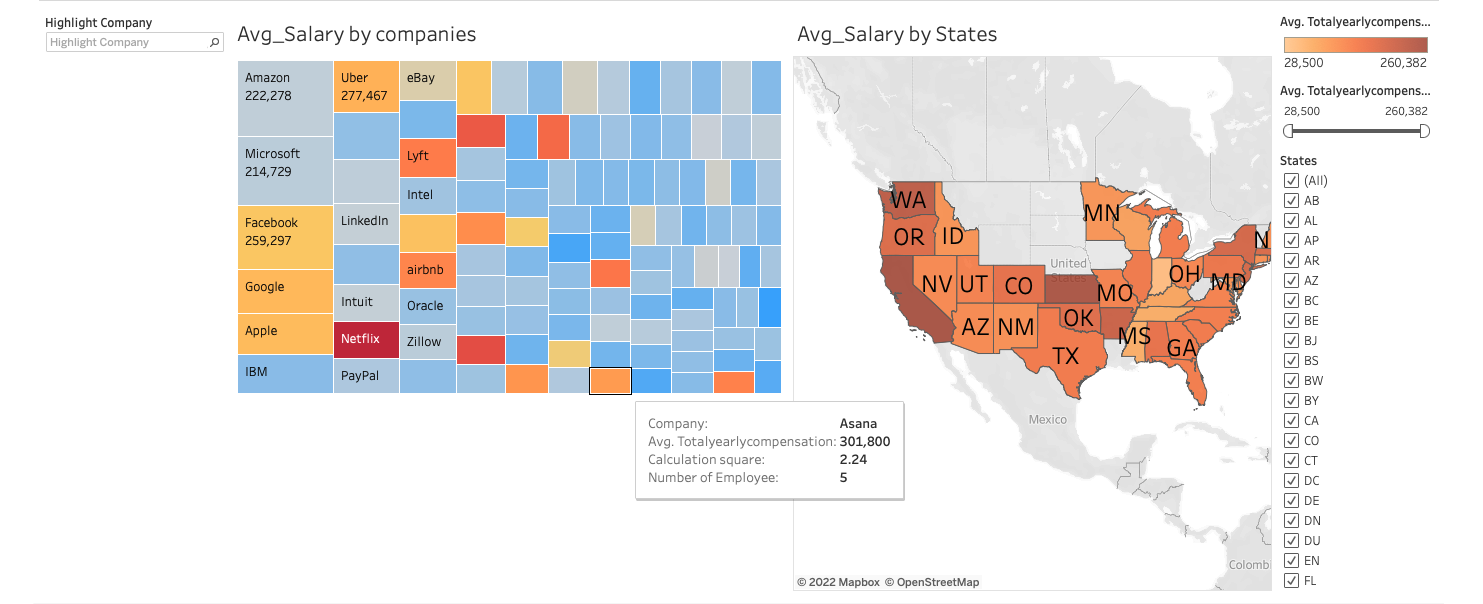 Highlight Company
Highlight Company
Avg_Salary by companies
Amazon
222,278
Microsoft
214,729
Facebook
259,297
Google
Apple
IBM
Uber
277,467
LinkedIn
Intuit
Netflix
PayPal
eBay
Lyft
Intel
airbnb
Oracle
Zillow
Company: Asana
Avg. Totalyearlycompensation: 301,800
Calculation square: 2.24
Number of Employee: 5
Avg_Salary by States
WA
OR
ID
MN
NV
UT
CO
MO
OH
MD
N
AZ
NM
OK
TX
MS
GA
United
States
Mexico
Colomb
© 2022 Mapbox © OpenStreetMap
Avg. Totalyearlycompens...
28,500 260,382
Avg. Totalyearlycompens...
28,500 260,382
States
(All)
AB
AL
AP
AR
AZ
BC
BE
BJ
BS
BW
BY
CA
CO
CT
DC
DE
DN
DU
EN
FL